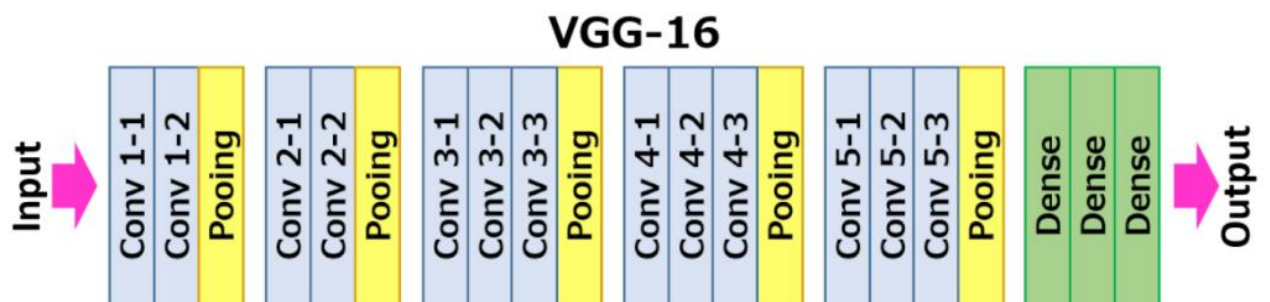 VGG-16
Input
Conv 1-1
Conv 1-2
Pooing
Conv 2-1
Conv 2-2
Pooing
Conv 3-1
Conv 3-2
Conv 3-3
Pooing
Conv 4-1
Conv 4-2
Conv 4-3
Pooing
Conv 5-1
Conv 5-2
Conv 5-3
Pooing
Dense
Dense
Dense
Output